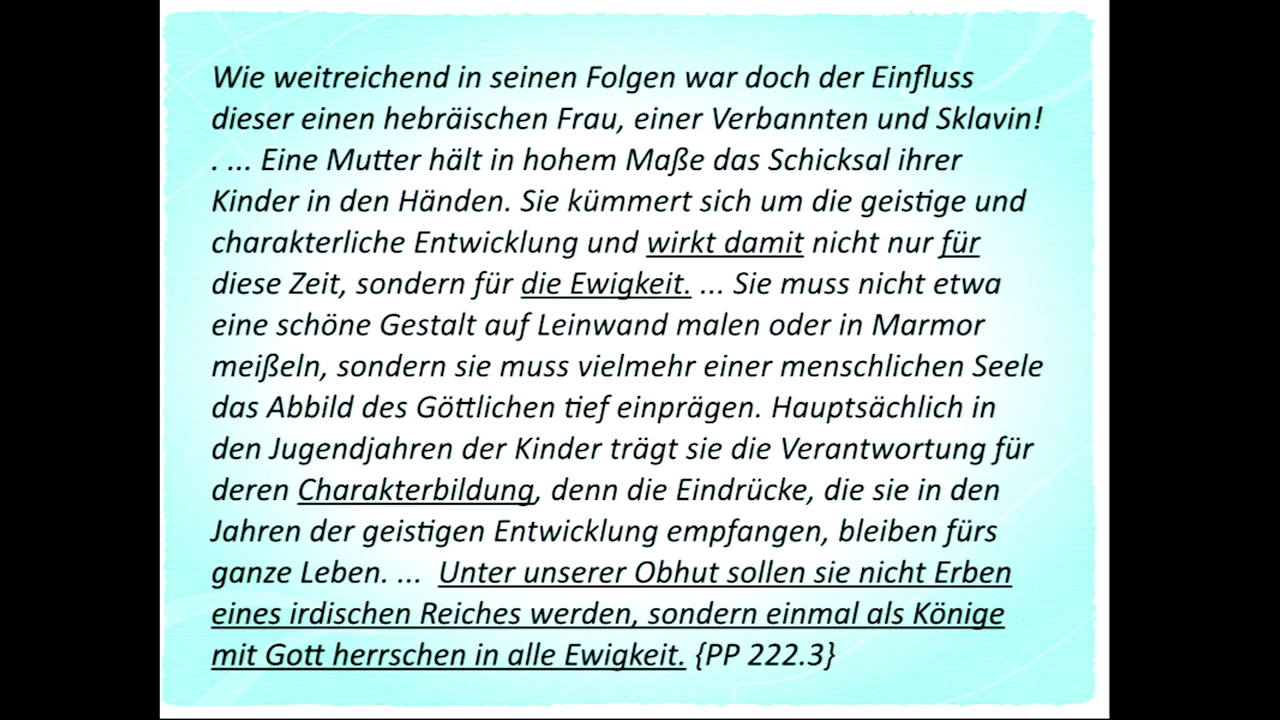 Wie weitreichend in seinen Folgen war doch der Einfluss
dieser einen hebräischen Frau, einer Verbannten und Sklavin!
. ... Eine Mutter hält in hohem Maße das Schicksal ihrer
Kinder in den Händen. Sie kümmert sich um die geistige und
charakterliche Entwicklung und wirkt damit nicht nur für
diese Zeit, sondern für die Ewigkeit. ... Sie muss nicht etwa
eine schöne Gestalt auf Leinwand malen oder in Marmor
meißeln, sondern sie muss vielmehr einer menschlichen Seele
das Abbild des Göttlichen tief einprägen. Hauptsächlich in
den Jugendjahren der Kinder trägt sie die Verantwortung für
deren Charakterbildung, denn die Eindrücke, die sie in den
Jahren der geistigen Entwicklung empfangen, bleiben fürs
ganze Leben. ... Unter unserer Obhut sollen sie nicht Erben
eines irdischen Reiches werden, sondern einmal als Könige
mit Gott herrschen in alle Ewigkeit. {PP 222.3}